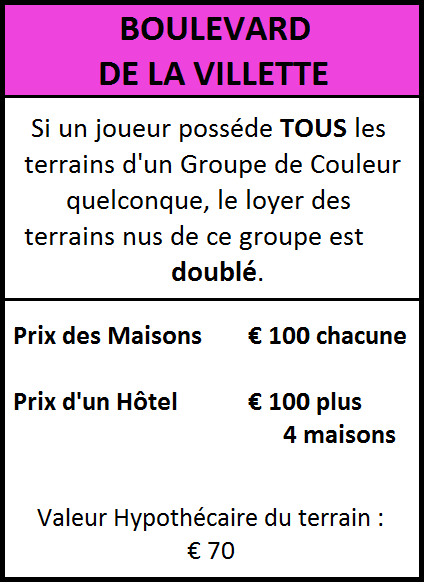 BOULEVARD
DE LA VILLETTE
Si un joueur posséde TOUS les
terrains d'un Groupe de Couleur
quelconque, le loyer des
terrains nus de ce groupe est
doublé.
Prix des Maisons € 100 chacune
Prix d'un Hôtel € 100 plus
4 maisons
Valeur Hypothécaire du terrain :
€ 70